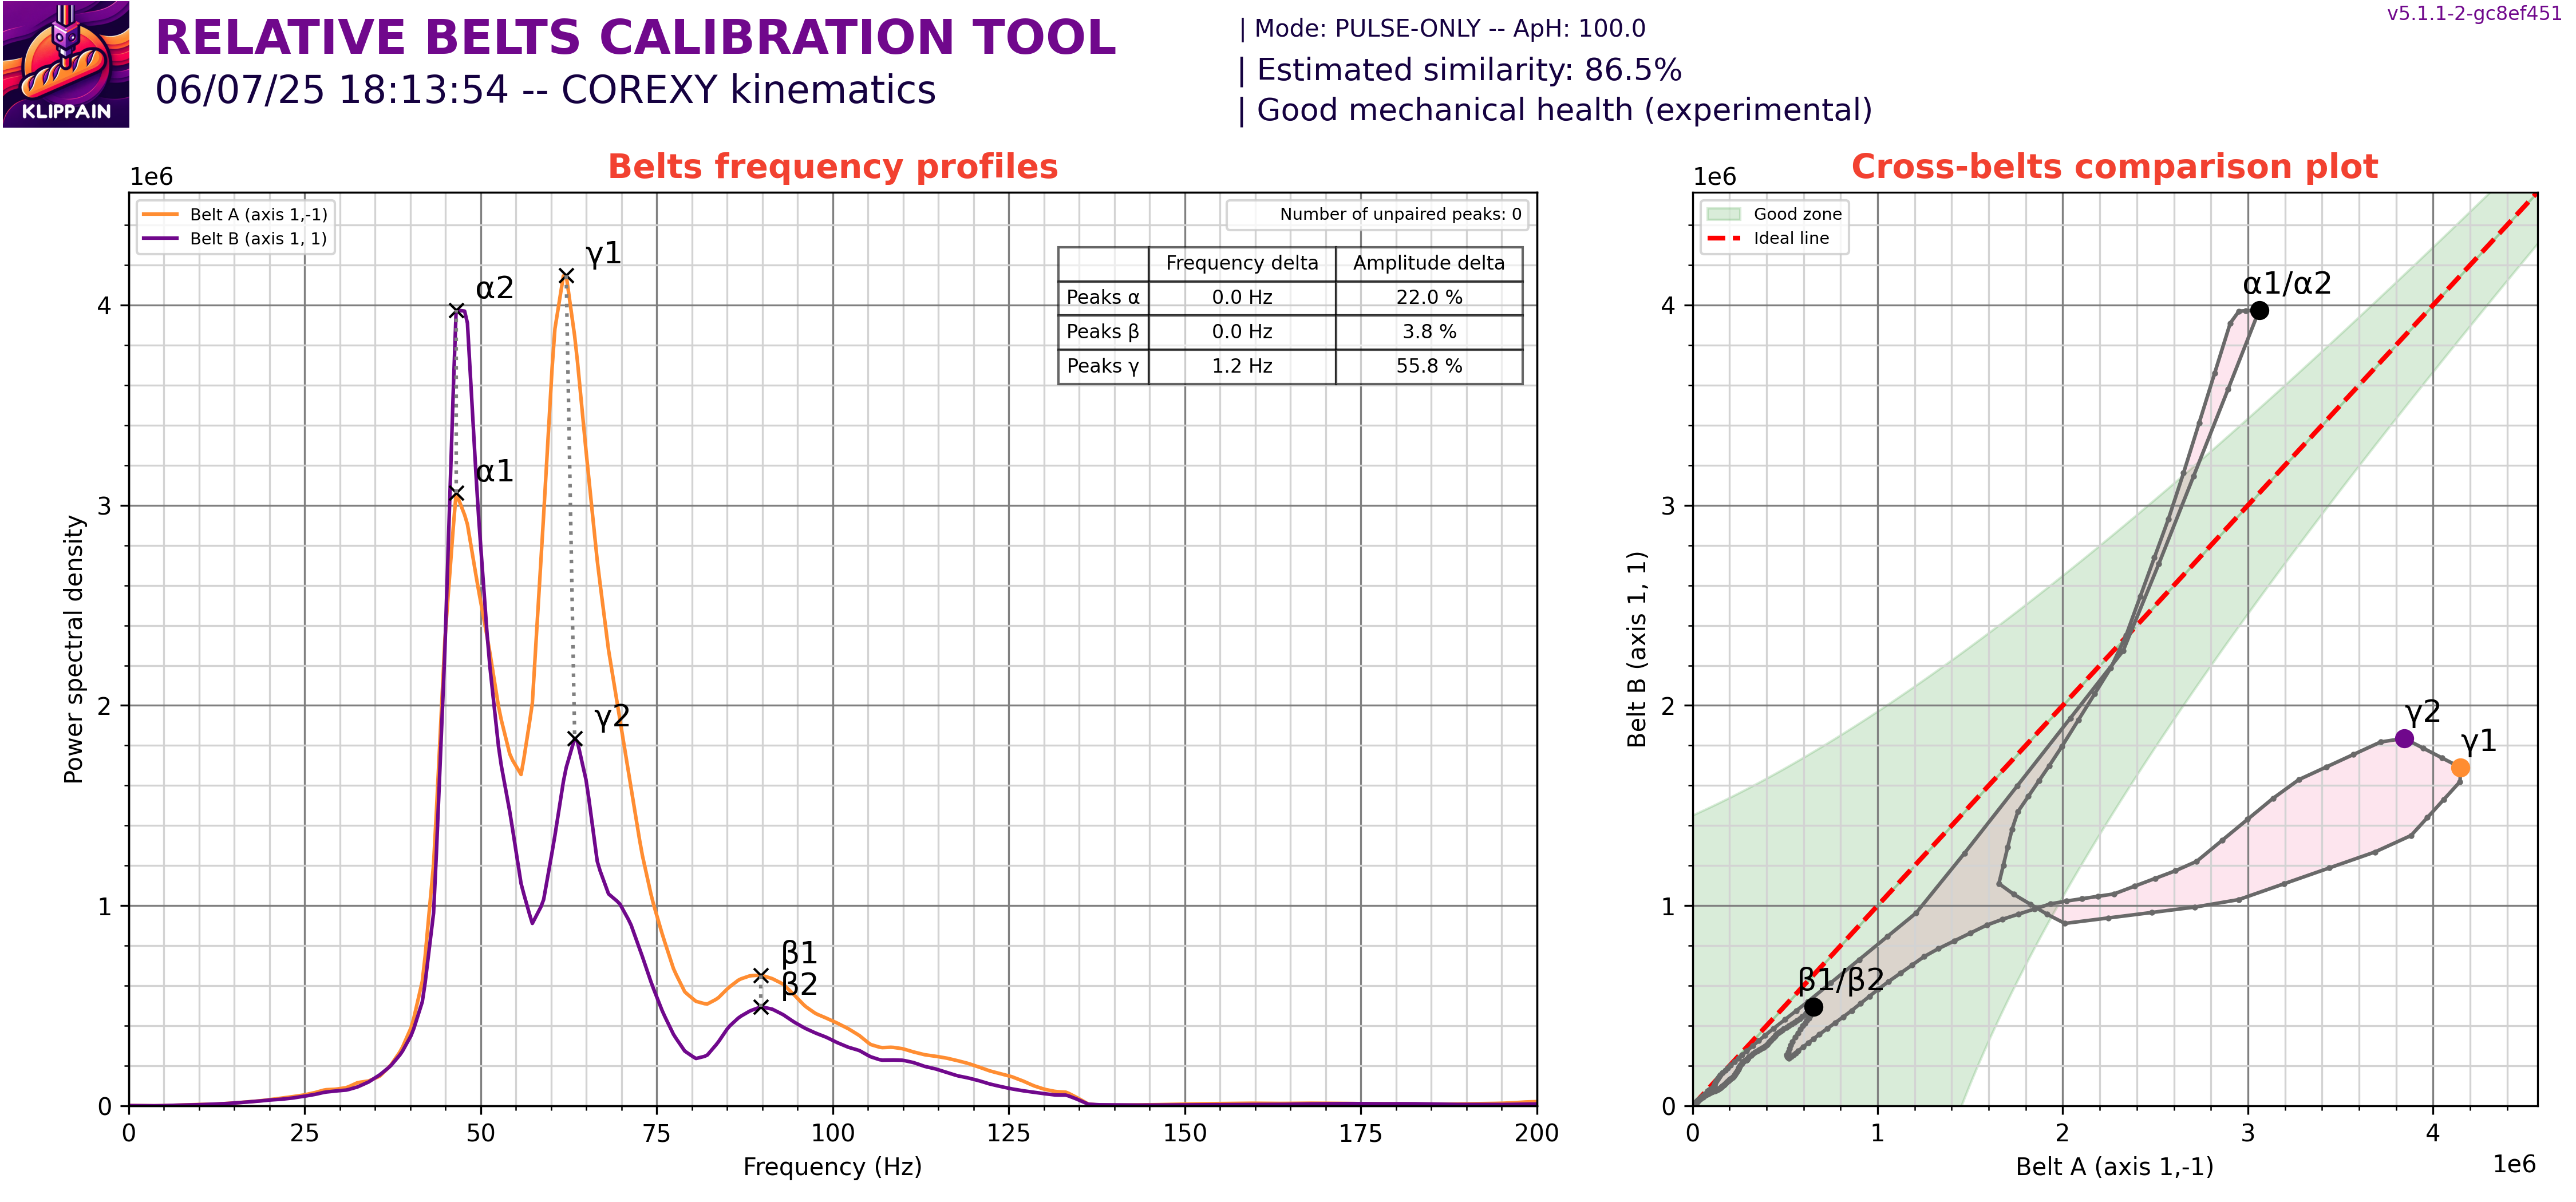 v5.1.1-2-gc8ef451
KLIPPAIN
RELATIVE BELTS CALIBRATION TOOL
06/07/25 18:13:54 -- COREXY kinematics
| Mode: PULSE-ONLY -- ApH: 100.0
| Estimated similarity: 86.5%
| Good mechanical health (experimental)
Belts frequency profiles
1e6
Belt A (axis 1,-1)
Belt B (axis 1, 1)
Number of unpaired peaks: 0
Frequency delta Amplitude delta
Peaks α 0.0 Hz 22.0 %
Peaks β 0.0 Hz 3.8 %
Peaks γ 1.2 Hz 55.8 %
γ1
α2
α1
γ2
β1
β2
4
3
2
1
0
Power spectral density
0 25 50 75 100 125 150 175 200
Frequency (Hz)
Cross-belts comparison plot
1e6
Good zone
Ideal line
α1/α2
γ2
γ1
β1/β2
4
3
2
1
0
Belt B (axis 1, 1)
0 1 2 3 4
Belt A (axis 1,-1)
1e6